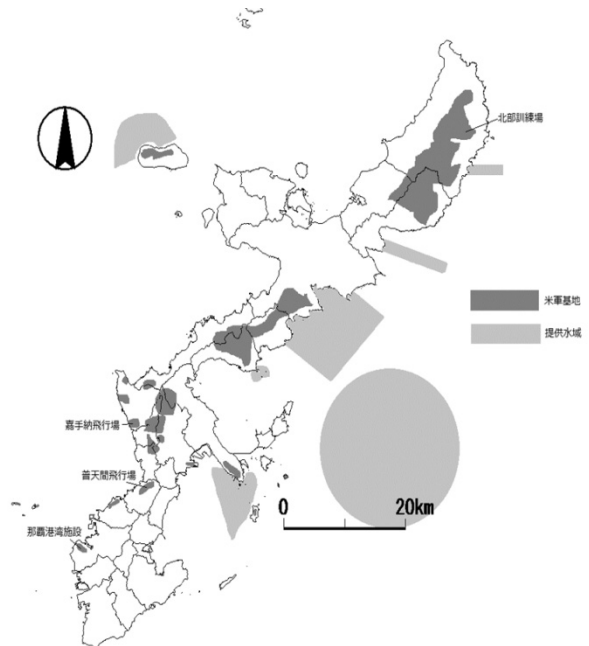 北部訓練場
米軍基地
提供水域
嘉手納飛行場
普天間飛行場
0 20km
那覇港湾施設